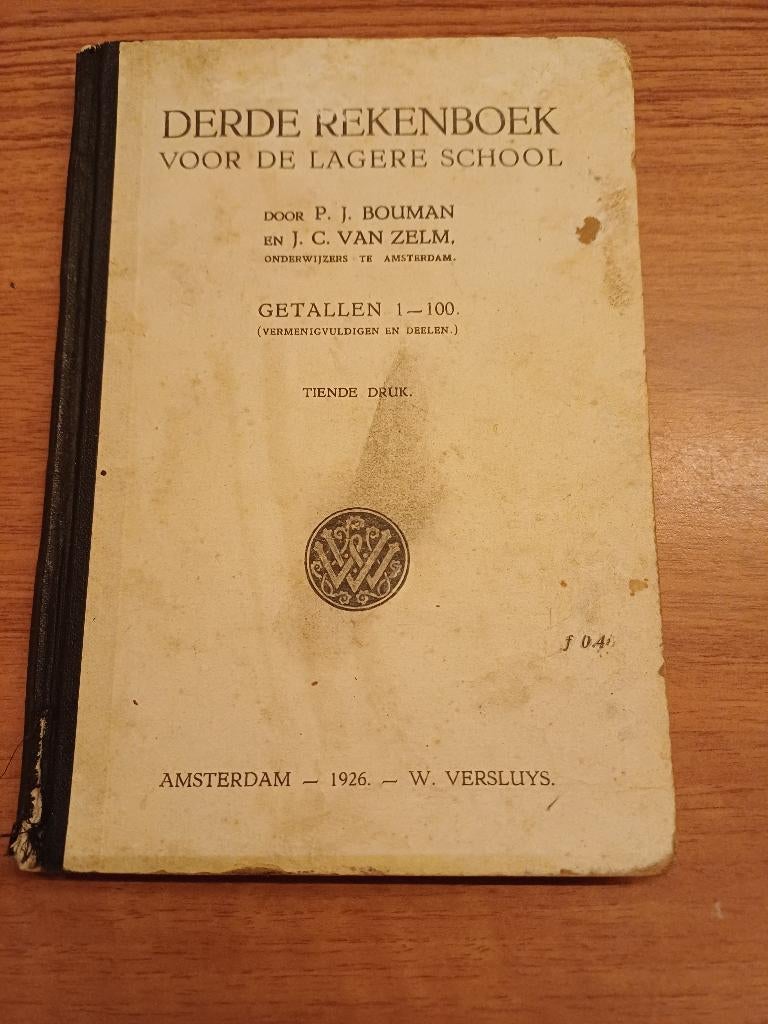 DERDE REKENBOEK
VOOR DE LAGERE SCHOOL
DOOR P. J. BOUMAN
EN J. C. VAN ZELM,
ONDERWIJZERS TE AMSTERDAM.
GETALLEN 1—100.
(VERMENIGVULDIGEN EN DEELEN.)
TIENDE DRUK.
ƒ
AMSTERDAM — 1926. — W. VERSLUYS.